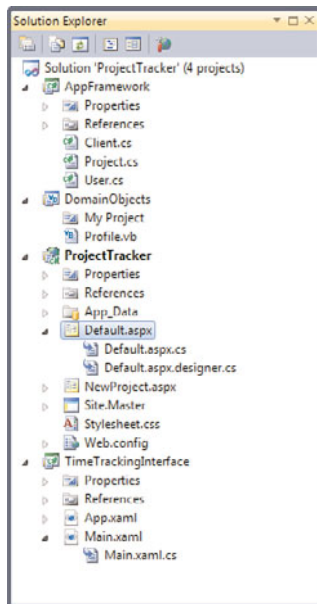 Solution Explorer
Solution 'ProjectTracker' (4 projects)
AppFramework
Properties
References
Client.cs
Project.cs
User.cs
DomainObjects
My Project
Profile.vb
ProjectTracker
Properties
References
App_Data
Default.aspx
Default.aspx.cs
Default.aspx.designer.cs
NewProject.aspx
Site.Master
Stylesheet.css
Web.config
TimeTrackingInterface
Properties
References
App.xaml
Main.xaml
Main.xaml.cs